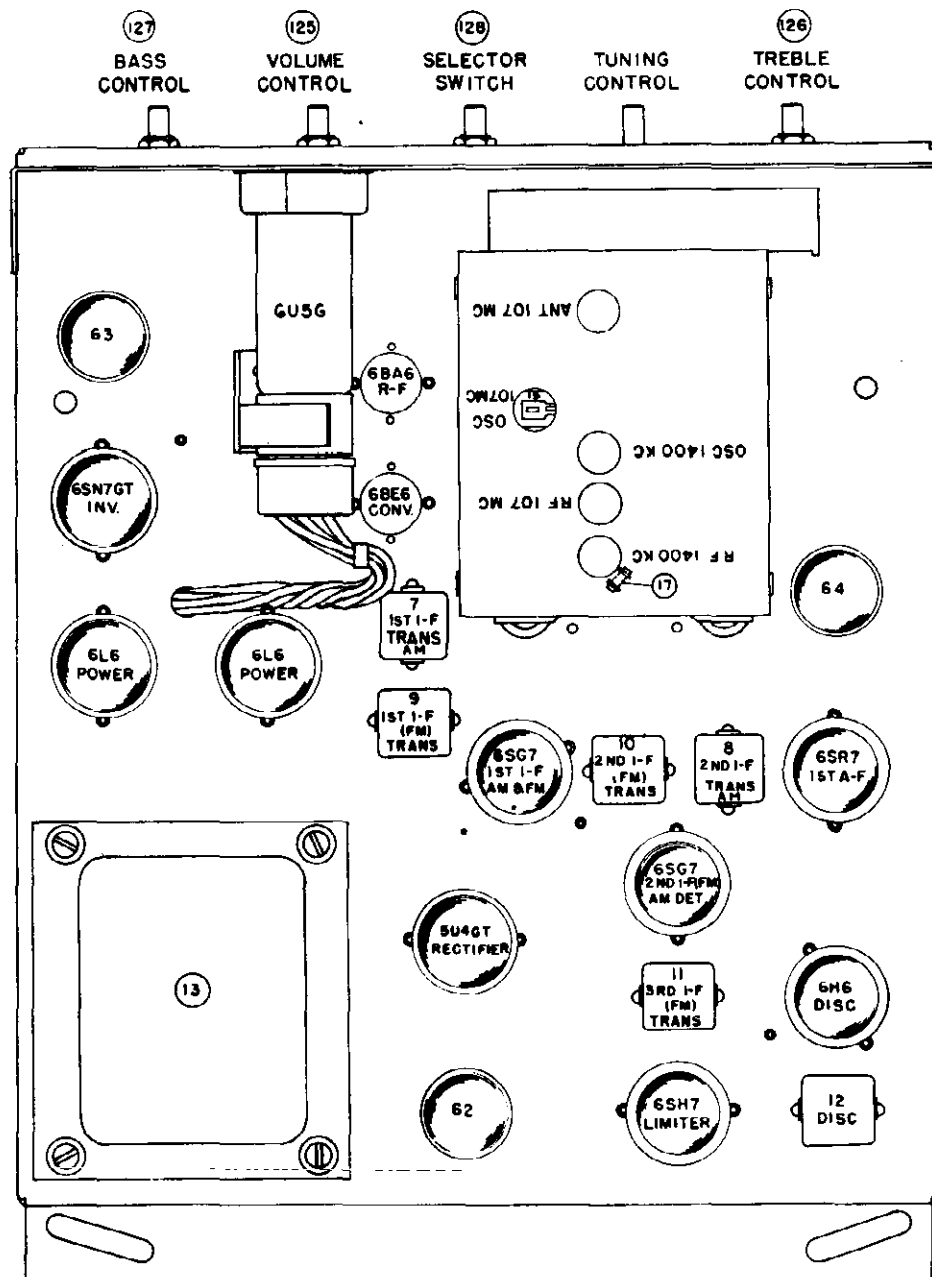 127
BASS
CONTROL
125
VOLUME
CONTROL
128
SELECTOR
SWITCH
TUNING
CONTROL
126
TREBLE
CONTROL
6U5G
ANT 107 MC
63
6BA6
R-F
OSC
107MC
OSC 1400 KC
6SN7GT
INV.
6BE6
CONV.
RF 107 MC
RF 1400 KC
17
64
7
1ST I-F
TRANS
AM
6L6
POWER
6L6
POWER
9
1ST I-F
(FM)
TRANS
6SG7
1ST I-F
AM & FM
10
2ND I-F
(FM)
TRANS
8
2ND I-F
TRANS
AM
6SR7
1ST A-F
6SG7
2ND I-F(FM)
AM DET.
5U4GT
RECTIFIER
13
11
3RD I-F
(FM)
TRANS
6H6
DISC
62
6SH7
LIMITER
12
DISC